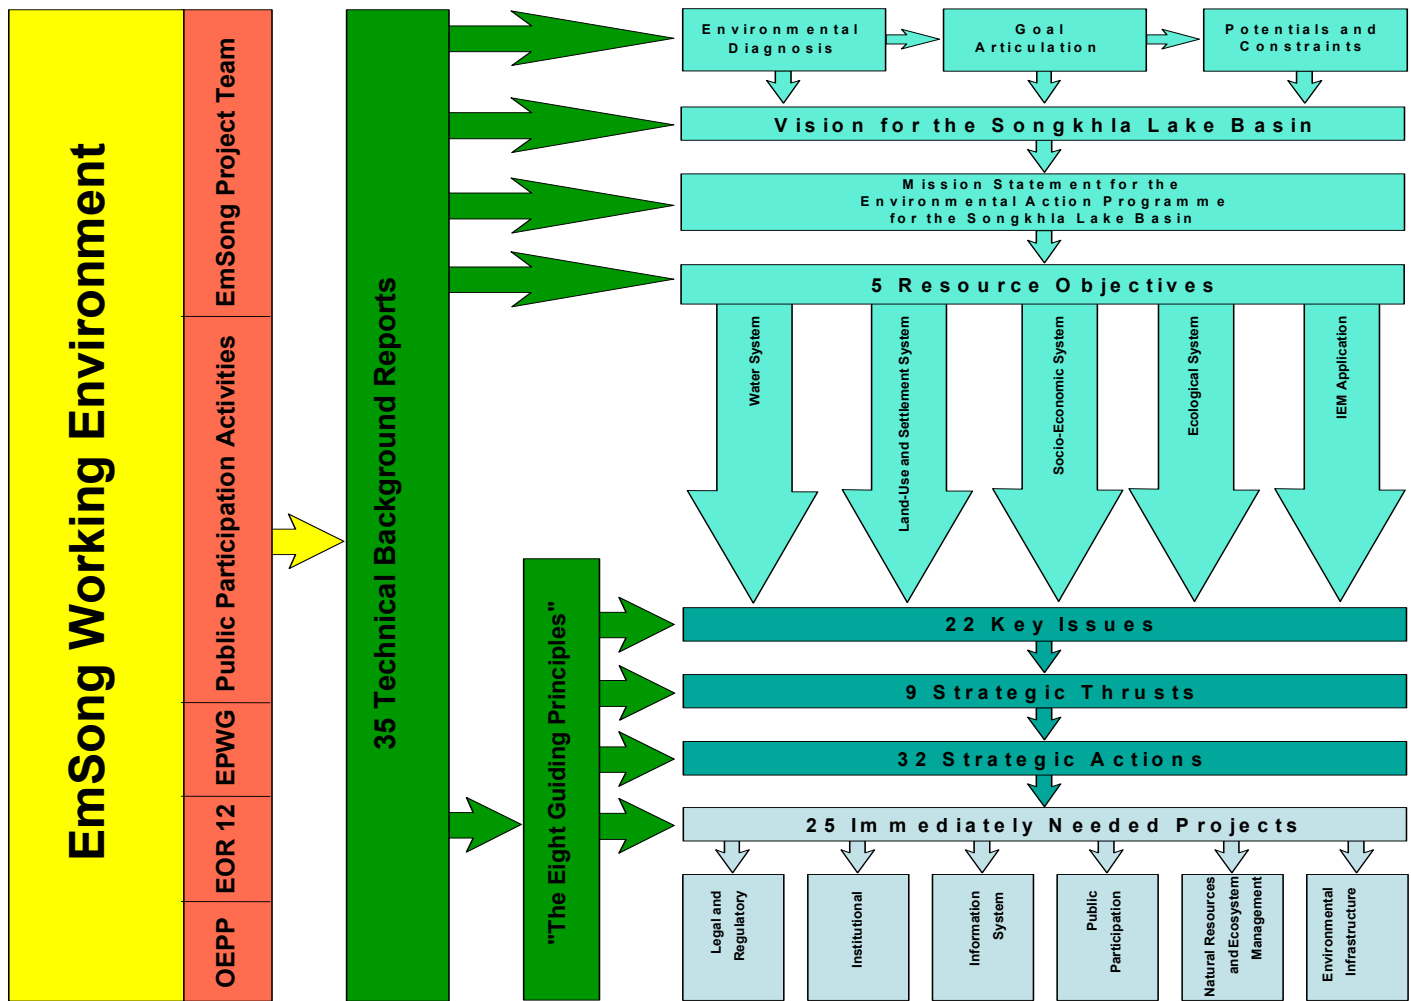 EmSong Working Environment
EmSong Project Team
Public Participation Activities
EPWG
EOR 12
OEPP
35 Technical Background Reports
"The Eight Guiding Principles"
Environmental
Diagnosis
Goal
Articulation
Potentials and
Constraints
Vision for the Songkhla Lake Basin
Mission Statement for the
Environmental Action Programme
for the Songkhla Lake Basin
5 Resource Objectives
Water System
Land-Use and Settlement System
Socio-Economic System
Ecological System
IEM Application
22 Key Issues
9 Strategic Thrusts
32 Strategic Actions
25 Immediately Needed Projects
Legal and
Regulatory
Institutional
Information
System
Public
Participation
Natural Resources
and Ecosystem
Management
Environmental
Infrastructure